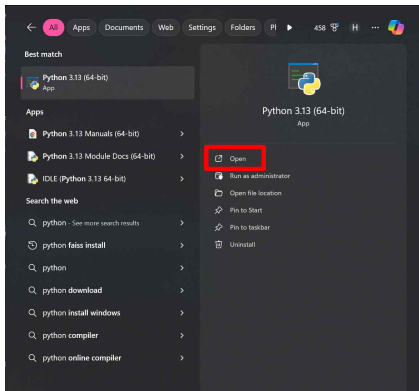 All Apps Documents Web Settings Folders 458 H
Best match
Python 3.13 (64-bit)
App
Apps
Python 3.13 Manuals (64-bit)
Python 3.13 Module Docs (64-bit)
IDLE (Python 3.13 64-bit)
Search the web
python - See more search results
python faiss install
python
python download
python install windows
python compiler
python online compiler
Python 3.13 (64-bit)
App
Open
Run as administrator
Open file location
Pin to Start
Pin to taskbar
Uninstall